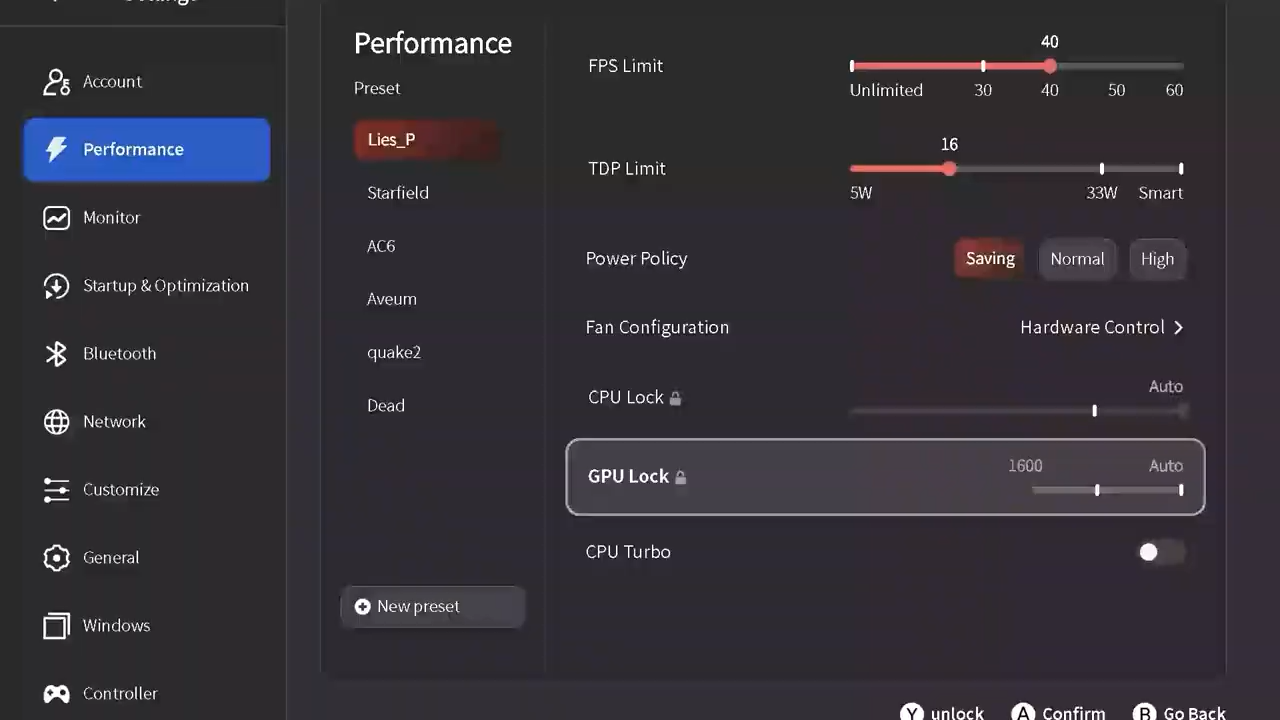 Settings
Account
Performance
Monitor
Startup & Optimization
Bluetooth
Network
Customize
General
Windows
Controller
Performance
Preset
Lies_P
Starfield
AC6
Aveum
quake2
Dead
New preset
FPS Limit
40
Unlimited 30 40 50 60
TDP Limit
16
5W 33W Smart
Power Policy Saving Normal High
Fan Configuration Hardware Control
CPU Lock Auto
GPU Lock 1600 Auto
CPU Turbo
Y unlock A Confirm B Go Back